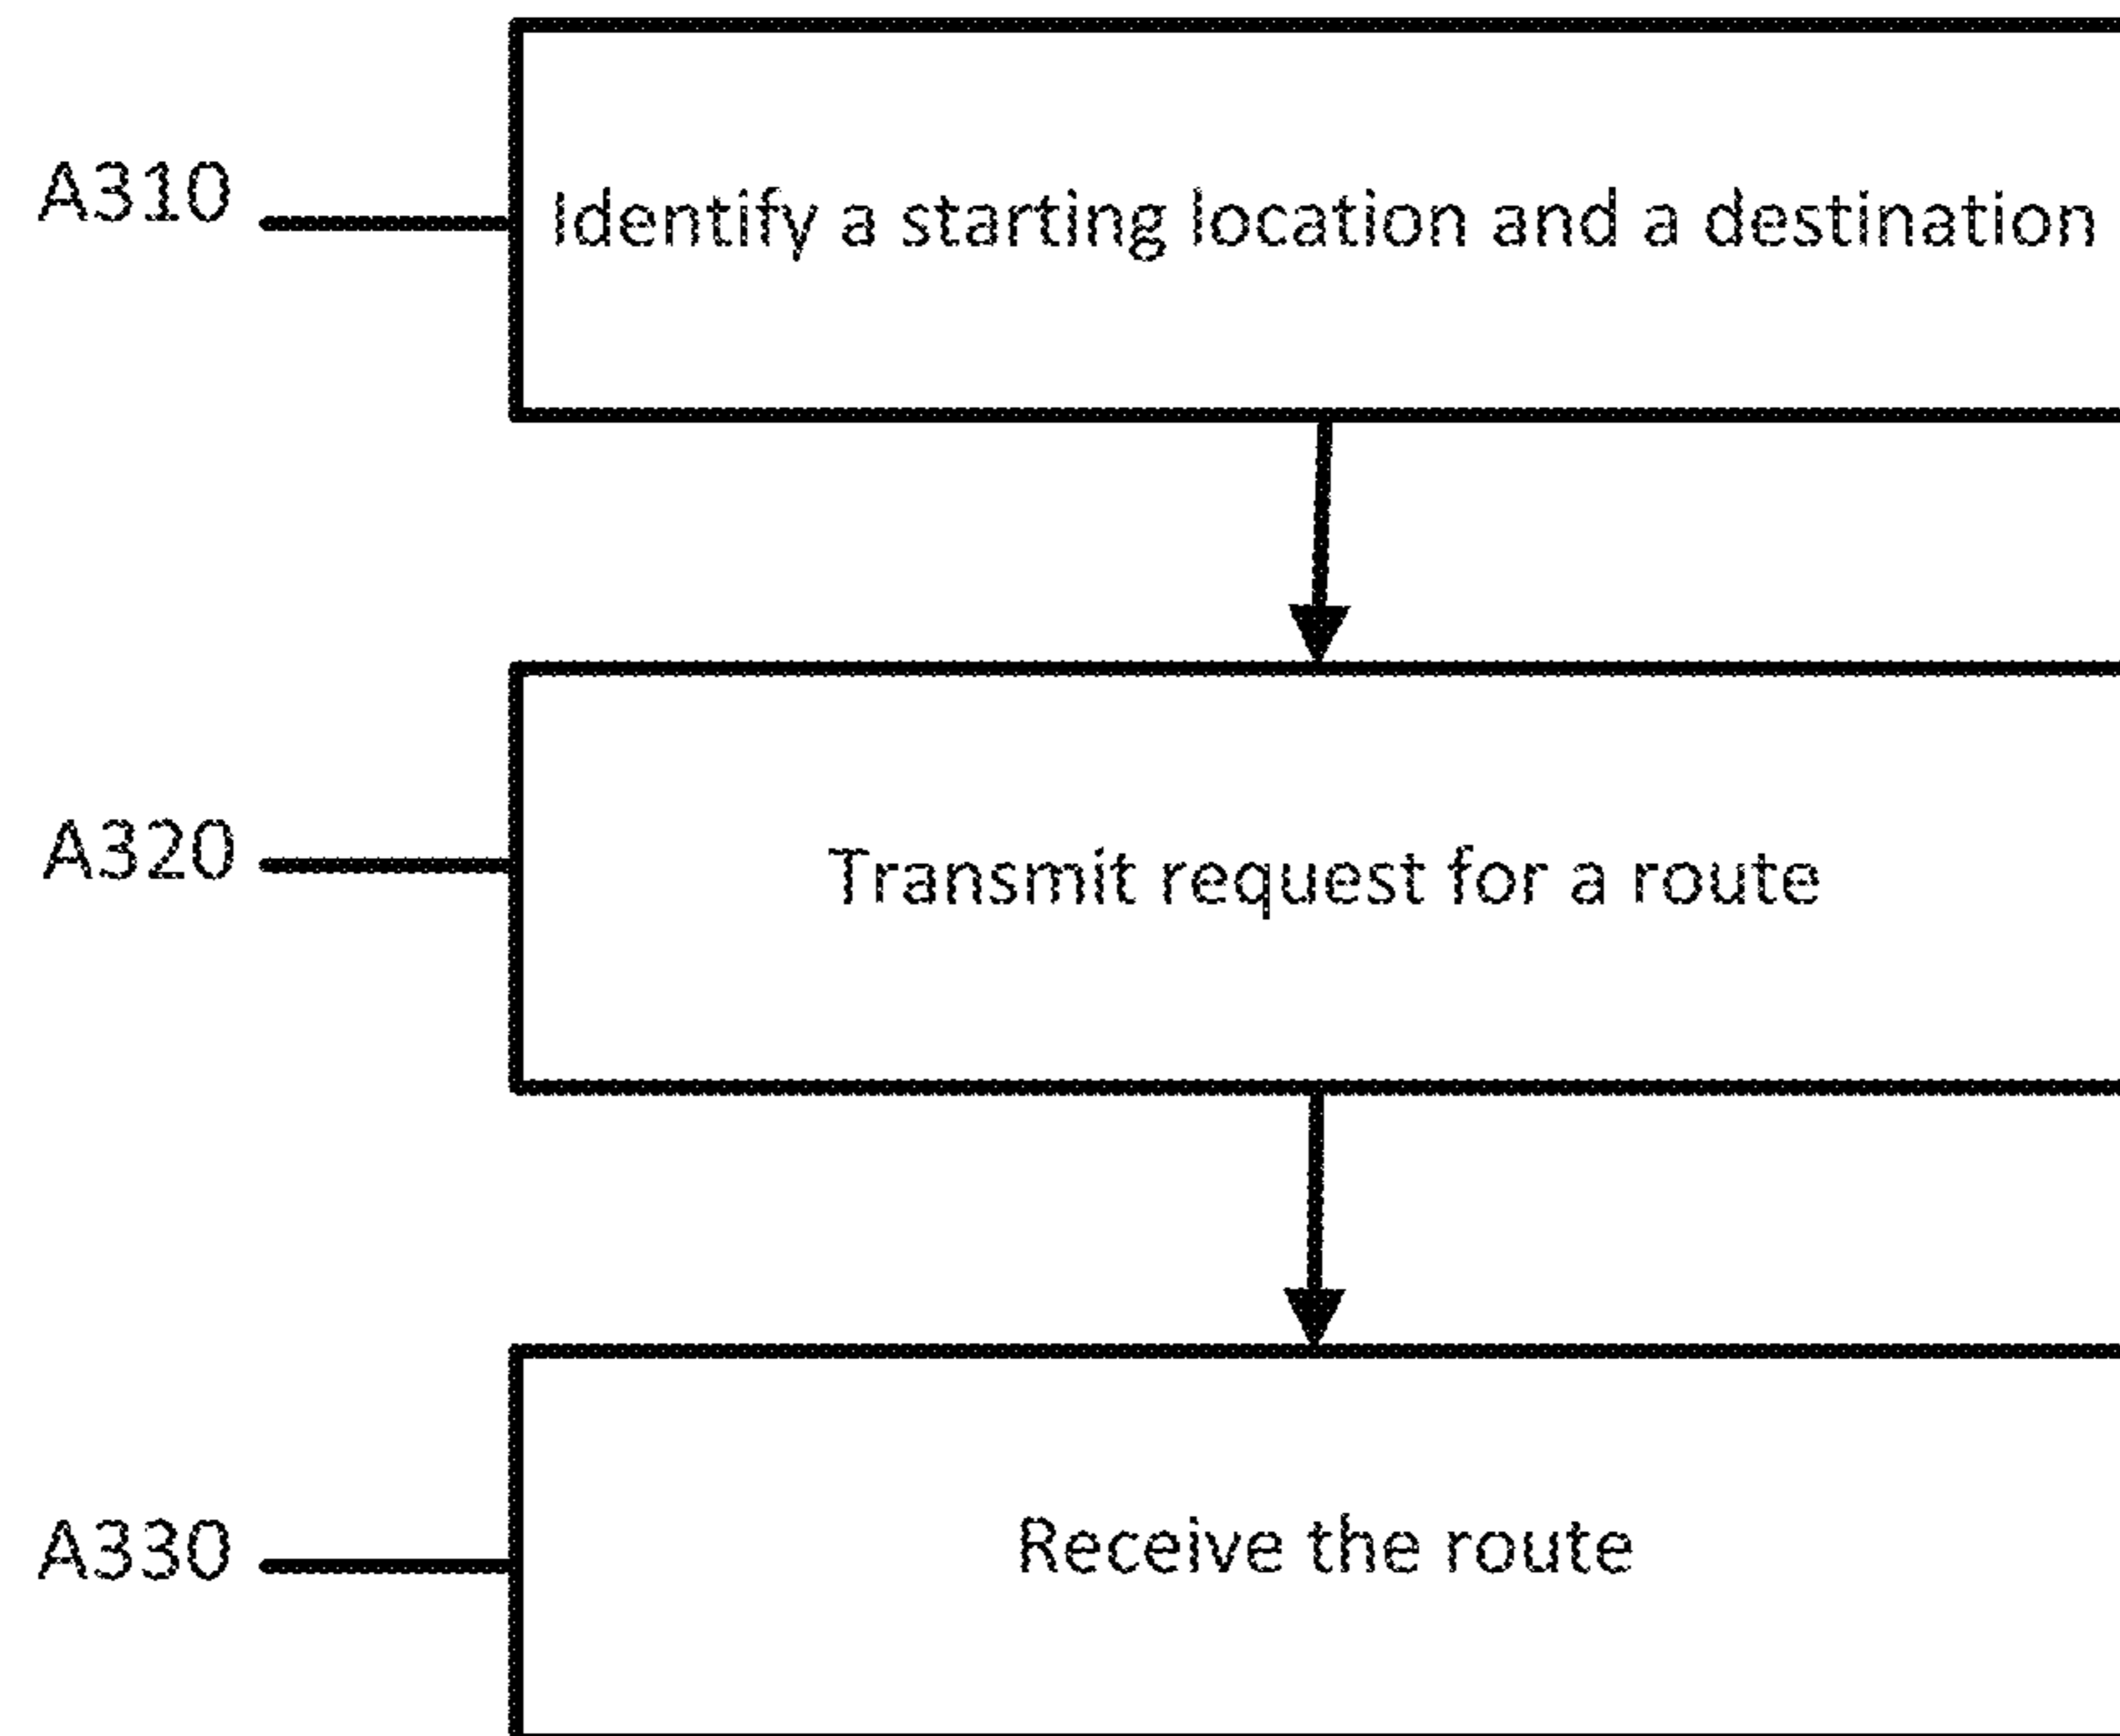 A310
Identify a starting location and a destination
A320
Transmit request for a route
A330
Receive the route